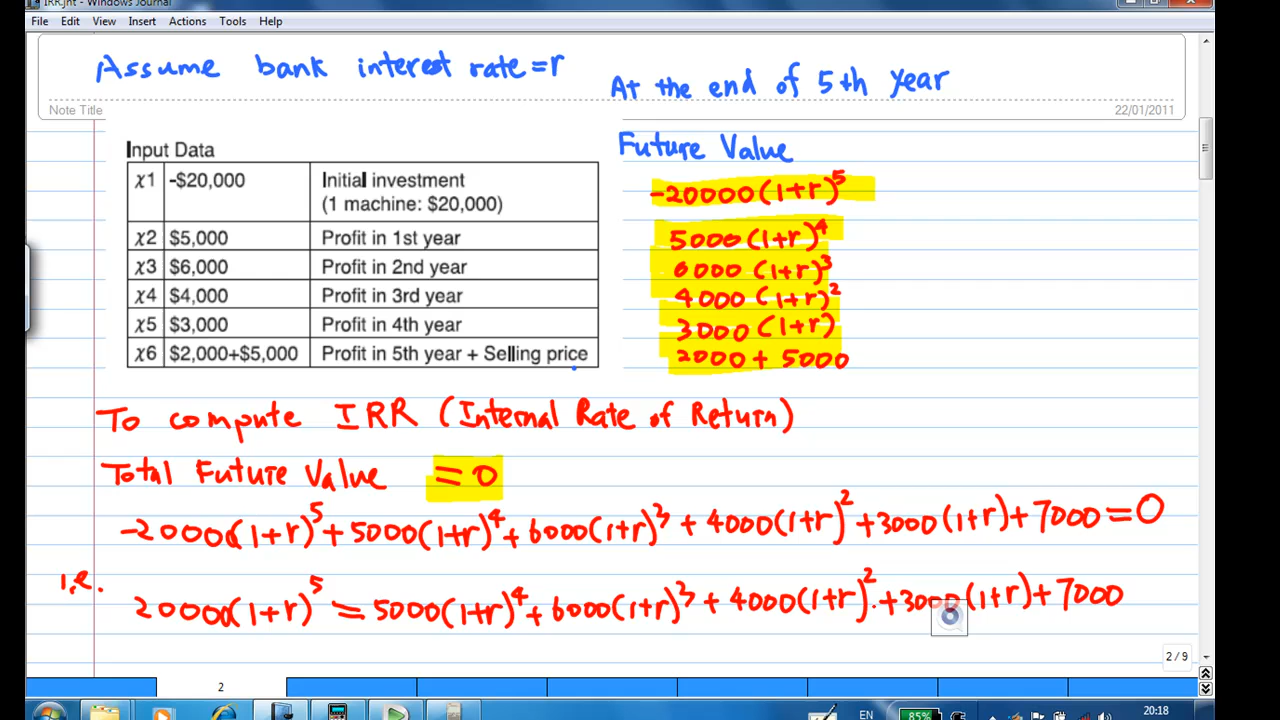 IRR.jnt - Windows Journal
File Edit View Insert Actions Tools Help
Assume bank interest rate=r
At the end of 5th year
Note Title
22/01/2011
Input Data
χ1 -$20,000 Initial investment
(1 machine: $20,000)
χ2 $5,000 Profit in 1st year
χ3 $6,000 Profit in 2nd year
χ4 $4,000 Profit in 3rd year
χ5 $3,000 Profit in 4th year
χ6 $2,000+$5,000 Profit in 5th year + Selling price
Future Value
-20000(1+r)⁵
5000(1+r)⁴
6000(1+r)³
4000(1+r)²
3000(1+r)
2000+5000
To compute IRR (Internal Rate of Return)
Total Future Value =0
-20000(1+r)⁵+5000(1+r)⁴+6000(1+r)³+4000(1+r)²+3000(1+r)+7000=0
i.e.
20000(1+r)⁵=5000(1+r)⁴+6000(1+r)³+4000(1+r)²+3000(1+r)+7000
2/9
2
EN
85%
20:18